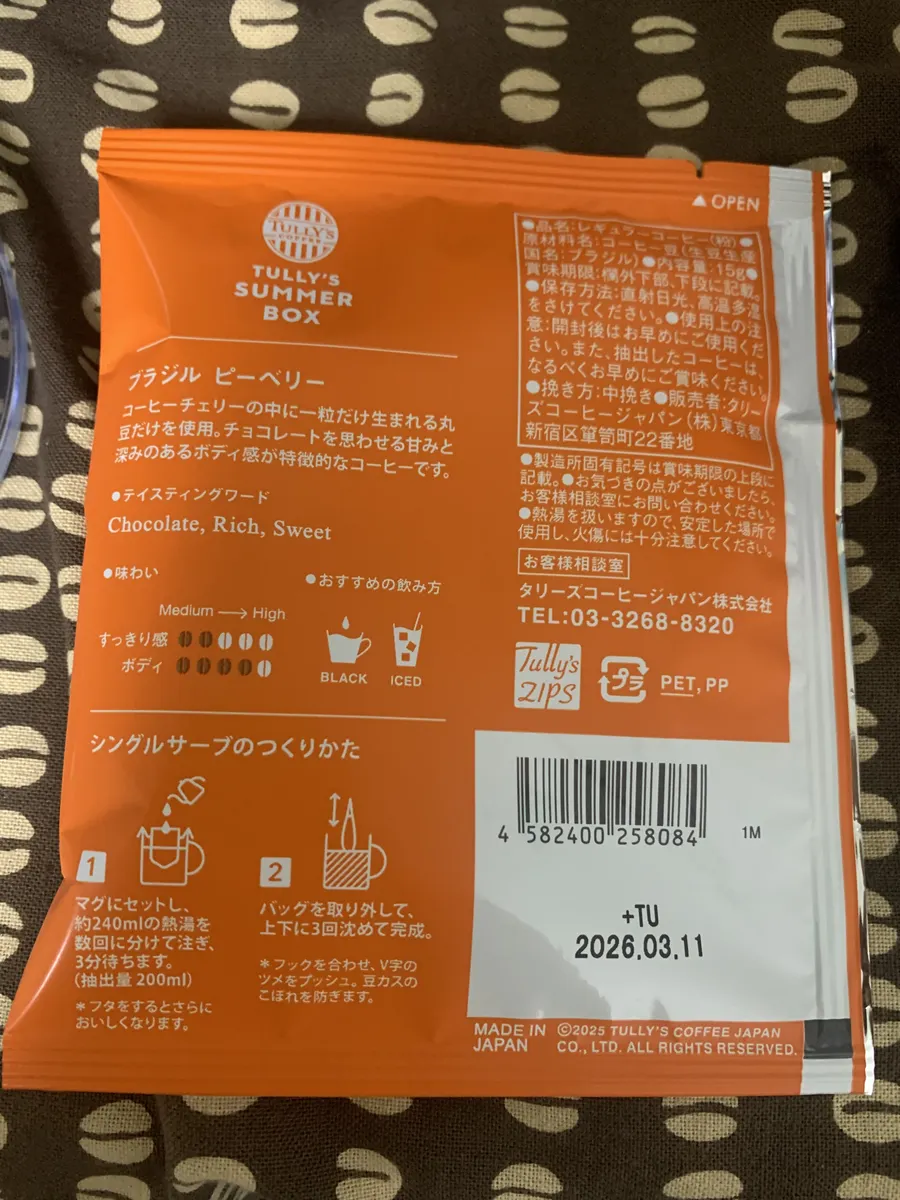 TULLY'S
COFFEE
TULLY'S
SUMMER
BOX
ブラジル ピーベリー
コーヒーチェリーの中に一粒だけ生まれる丸
豆だけを使用。チョコレートを思わせる甘みと
深みのあるボディ感が特徴的なコーヒーです。
●テイスティングワード
Chocolate, Rich, Sweet
●味わい
Medium → High
すっきり感
ボディ
●おすすめの飲み方
BLACK
ICED
シングルサーブのつくりかた
1
マグにセットし、
約240mlの熱湯を
数回に分けて注ぎ、
3分待ちます。
(抽出量 200ml)
*フタをするとさらに
おいしくなります。
2
バッグを取り外して、
上下に3回沈めて完成。
*フックを合わせ、V字の
ツメをプッシュ。豆カスの
こぼれを防ぎます。
▲OPEN
●品名:レギュラーコーヒー(粉)●
原材料名:コーヒー豆(生豆生産
国名:ブラジル)●内容量:15g●
賞味期限:欄外下部、下段に記載。
●保存方法:直射日光、高温多湿
をさけてください。●使用上の注
意:開封後はお早めにご使用くだ
さい。また、抽出したコーヒーは
なるべくお早めにご賞味ください。
●挽き方:中挽き●販売者:タリー
ズコーヒージャパン(株)東京都
新宿区箪笥町22番地
●製造所固有記号は賞味期限の上段に
記載。●お気づきの点がございましたら、
お客様相談室にお問い合わせください。
●熱湯を扱いますので、安定した場所で
使用し、火傷には十分注意してください。
お客様相談室
タリーズコーヒージャパン株式会社
TEL:03-3268-8320
Tully's
ZIPS
プラ
PET, PP
4 582400 258084
1M
+TU
2026.03.11
MADE IN
JAPAN
©2025 TULLY'S COFFEE JAPAN
CO., LTD. ALL RIGHTS RESERVED.